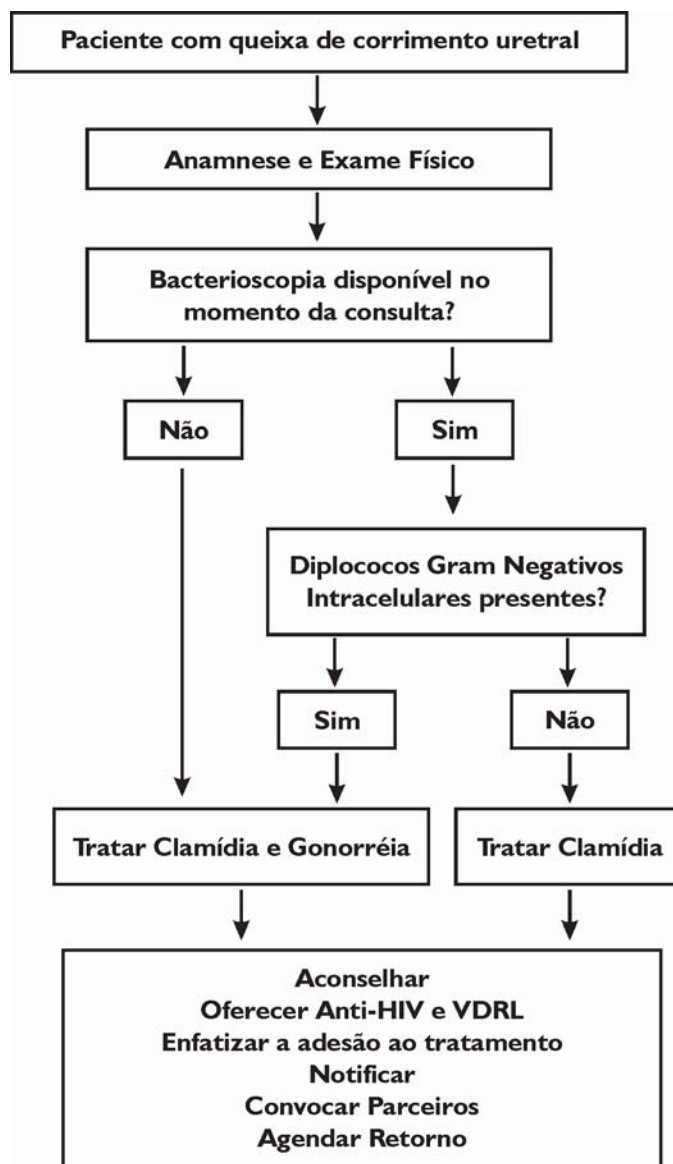 Paciente com queixa de corrimento uretral
Anamnese e Exame Físico
Bacterioscopia disponível no
momento da consulta?
Não
Sim
Diplococos Gram Negativos
Intracelulares presentes?
Sim
Não
Tratar Clamídia e Gonorréia
Tratar Clamídia
Aconselhar
Oferecer Anti-HIV e VDRL
Enfatizar a adesão ao tratamento
Notificar
Convocar Parceiros
Agendar Retorno